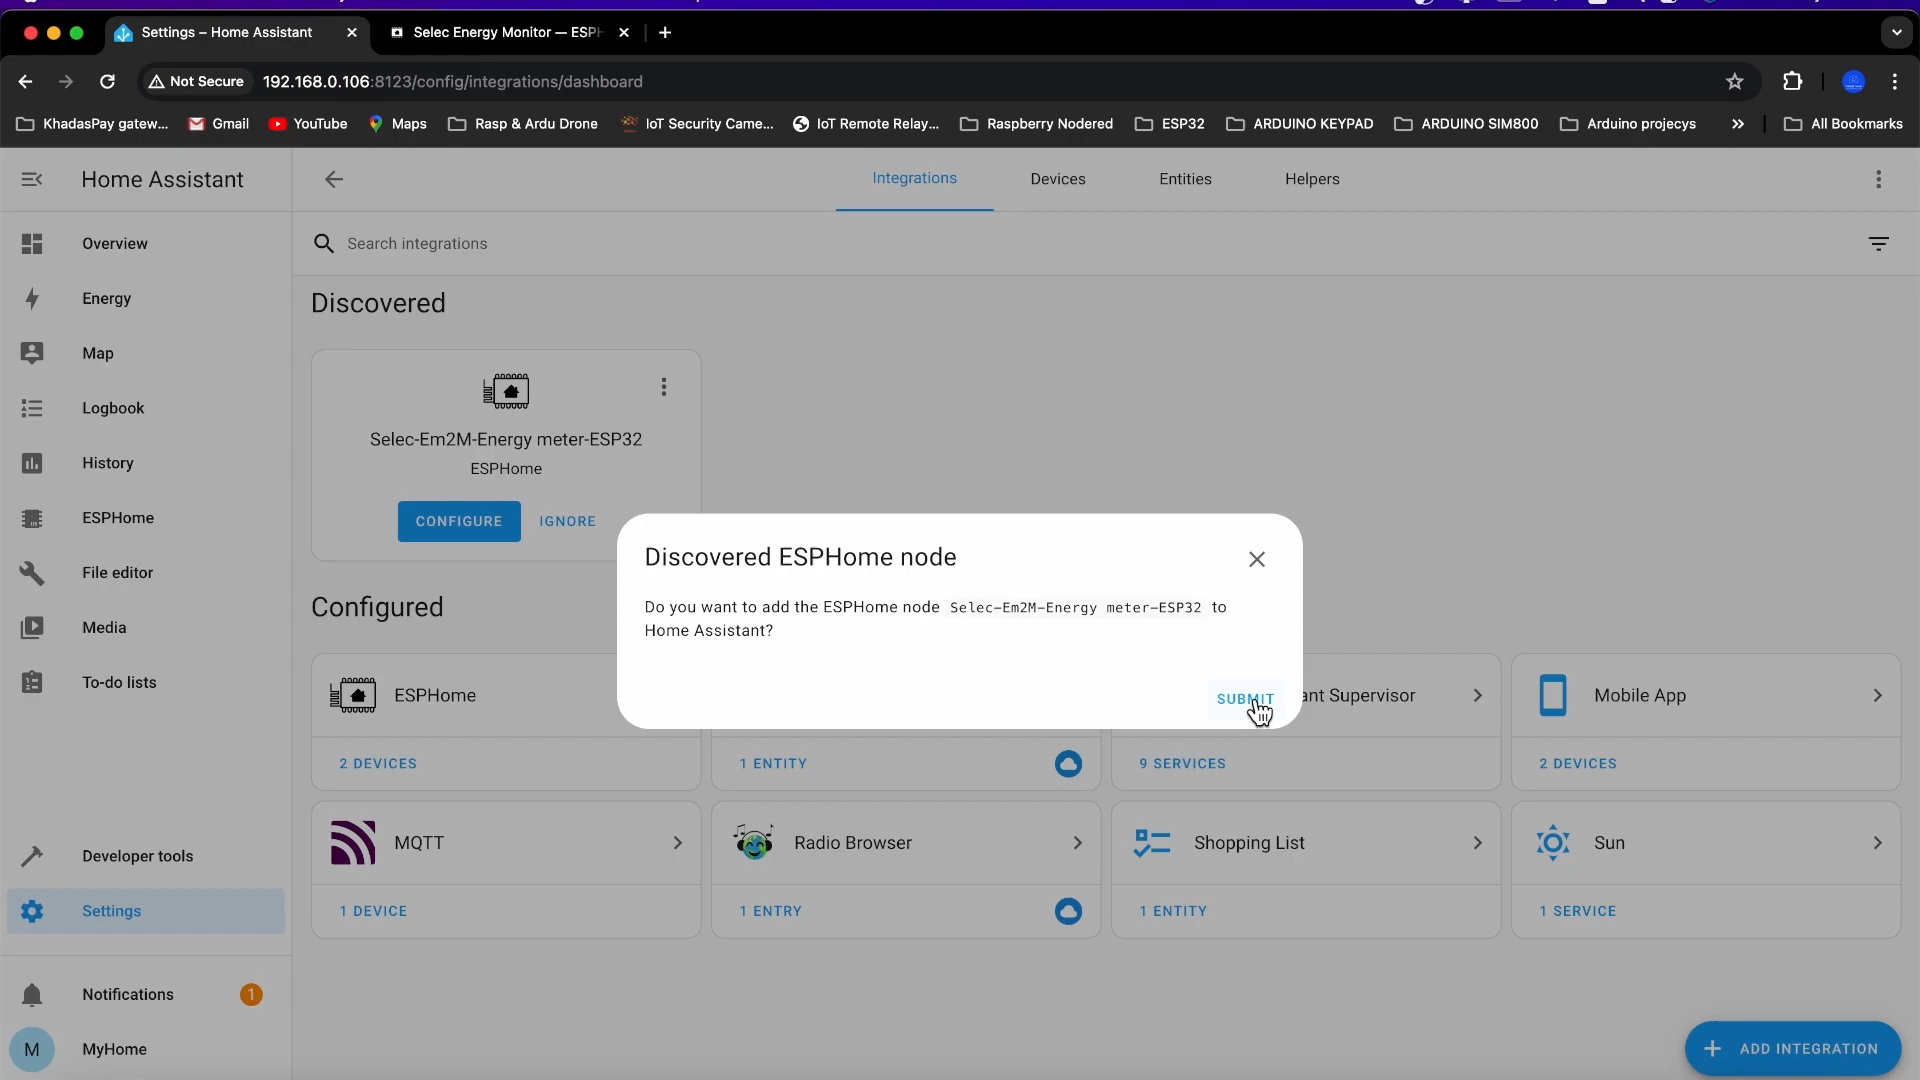 Settings – Home Assistant
Selec Energy Monitor — ESPH
Not Secure
192.168.0.106:8123/config/integrations/dashboard
KhadasPay gatew...
Gmail
YouTube
Maps
Rasp & Ardu Drone
IoT Security Came...
IoT Remote Relay...
Raspberry Nodered
ESP32
ARDUINO KEYPAD
ARDUINO SIM800
Arduino projecys
All Bookmarks
Home Assistant
Integrations
Devices
Entities
Helpers
Overview
Energy
Map
Logbook
History
ESPHome
File editor
Media
To-do lists
Developer tools
Settings
Notifications
1
M
MyHome
Search integrations
Discovered
Selec-Em2M-Energy meter-ESP32
ESPHome
CONFIGURE
IGNORE
Discovered ESPHome node
Do you want to add the ESPHome node Selec-Em2M-Energy meter-ESP32 to
Home Assistant?
SUBMIT
Configured
ESPHome
2 DEVICES
1 ENTITY
ant Supervisor
9 SERVICES
Mobile App
2 DEVICES
MQTT
1 DEVICE
Radio Browser
1 ENTRY
Shopping List
1 ENTITY
Sun
1 SERVICE
ADD INTEGRATION